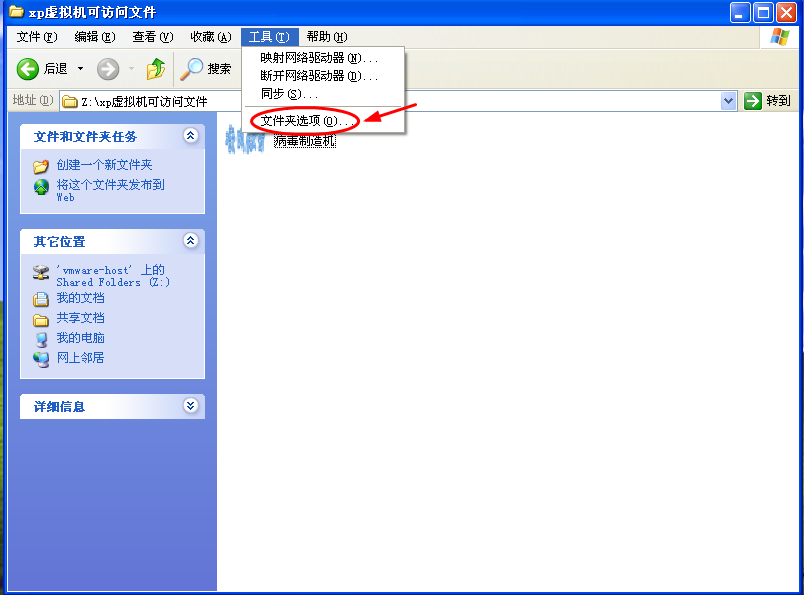 xp虚拟机可访问文件
文件(F) 编辑(E) 查看(V) 收藏(A) 工具(T) 帮助(H)
映射网络驱动器(N)...
断开网络驱动器(D)...
同步(S)...
文件夹选项(O)...
后退 搜索
地址(D) Z:\xp虚拟机可访问文件 转到
病毒制造机
文件和文件夹任务
创建一个新文件夹
将这个文件夹发布到
Web
其它位置
'vmware-host' 上的
Shared Folders (Z:)
我的文档
共享文档
我的电脑
网上邻居
详细信息